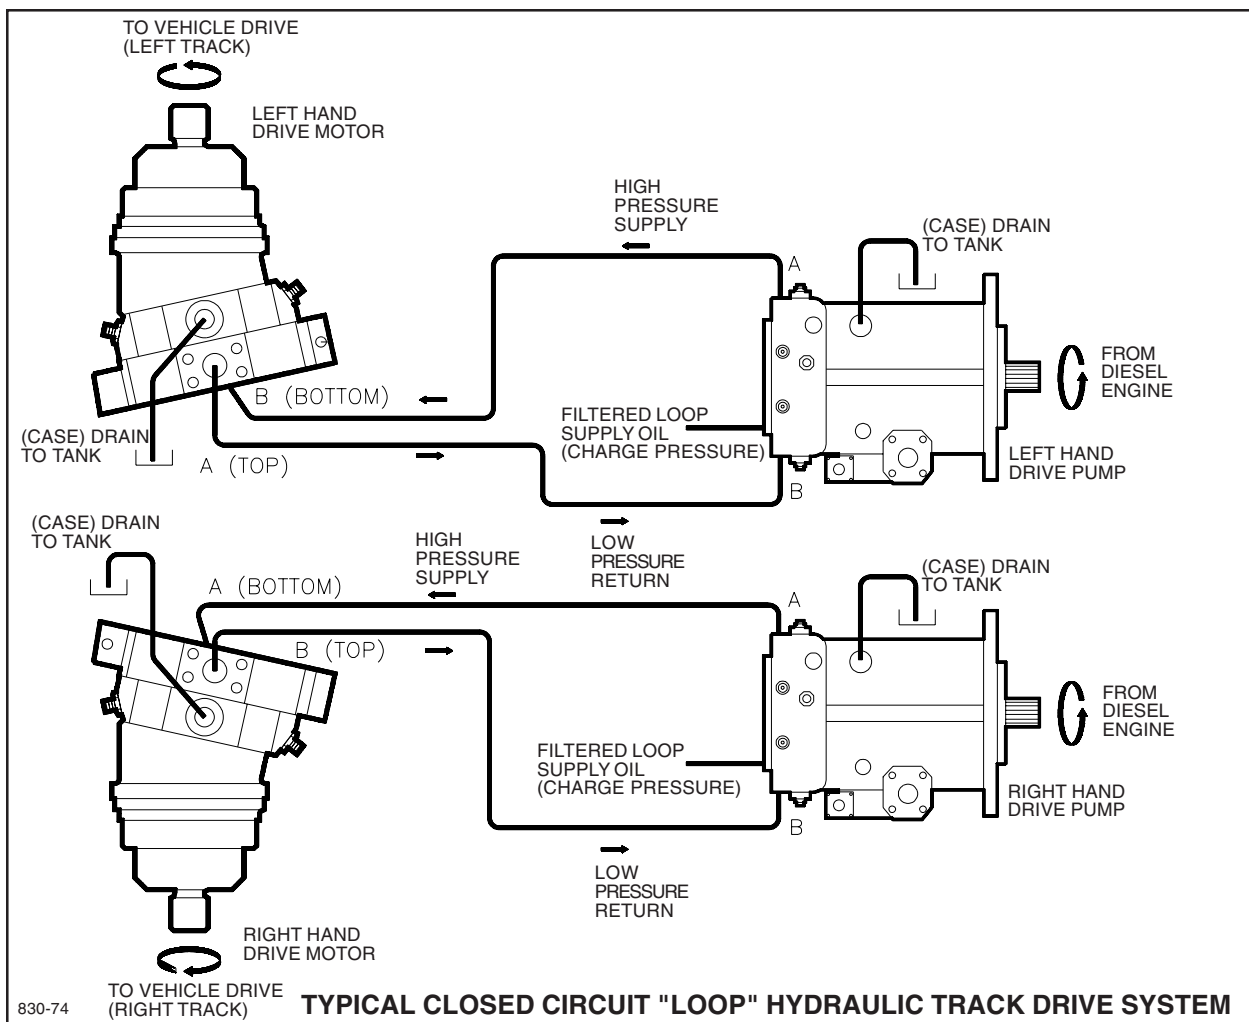 TO VEHICLE DRIVE
(LEFT TRACK)
LEFT HAND
DRIVE MOTOR
HIGH
PRESSURE
SUPPLY
(CASE) DRAIN
TO TANK
A
FROM
DIESEL
ENGINE
B (BOTTOM)
FILTERED LOOP
SUPPLY OIL
(CHARGE PRESSURE)
(CASE) DRAIN
TO TANK
A (TOP)
LEFT HAND
DRIVE PUMP
B
(CASE) DRAIN
TO TANK
HIGH
PRESSURE
SUPPLY
LOW
PRESSURE
RETURN
(CASE) DRAIN
TO TANK
A (BOTTOM)
A
B (TOP)
FROM
DIESEL
ENGINE
FILTERED LOOP
SUPPLY OIL
(CHARGE PRESSURE)
RIGHT HAND
DRIVE PUMP
B
LOW
PRESSURE
RETURN
RIGHT HAND
DRIVE MOTOR
TO VEHICLE DRIVE
(RIGHT TRACK)
830-74
TYPICAL CLOSED CIRCUIT "LOOP" HYDRAULIC TRACK DRIVE SYSTEM